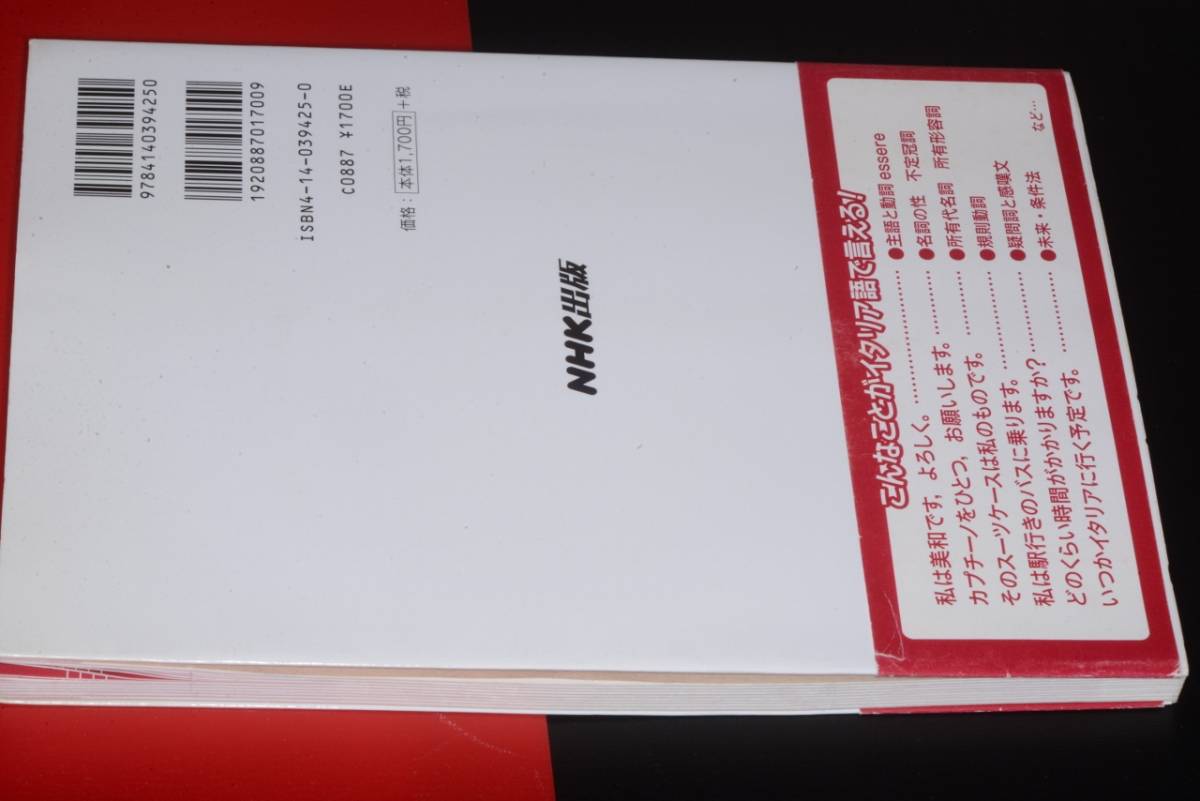 9784140394250
1920887017009
ISBN4-14-039425-0
C0887 ¥1700E
価格：本体1,700円＋税
NHK出版
こんなことがイタリア語で言える！
私は美和です，よろしく。 ……………………●主語と動詞 essere
カプチーノをひとつ，お願いします。…………●名詞の性　不定冠詞
そのスーツケースは私のものです。…………●所有代名詞　所有形容詞
私は駅行きのバスに乗ります。………………●規則動詞
どのくらい時間がかかりますか？……………●疑問詞と感嘆文
いつかイタリアに行く予定です。……………●未来・条件法
など…